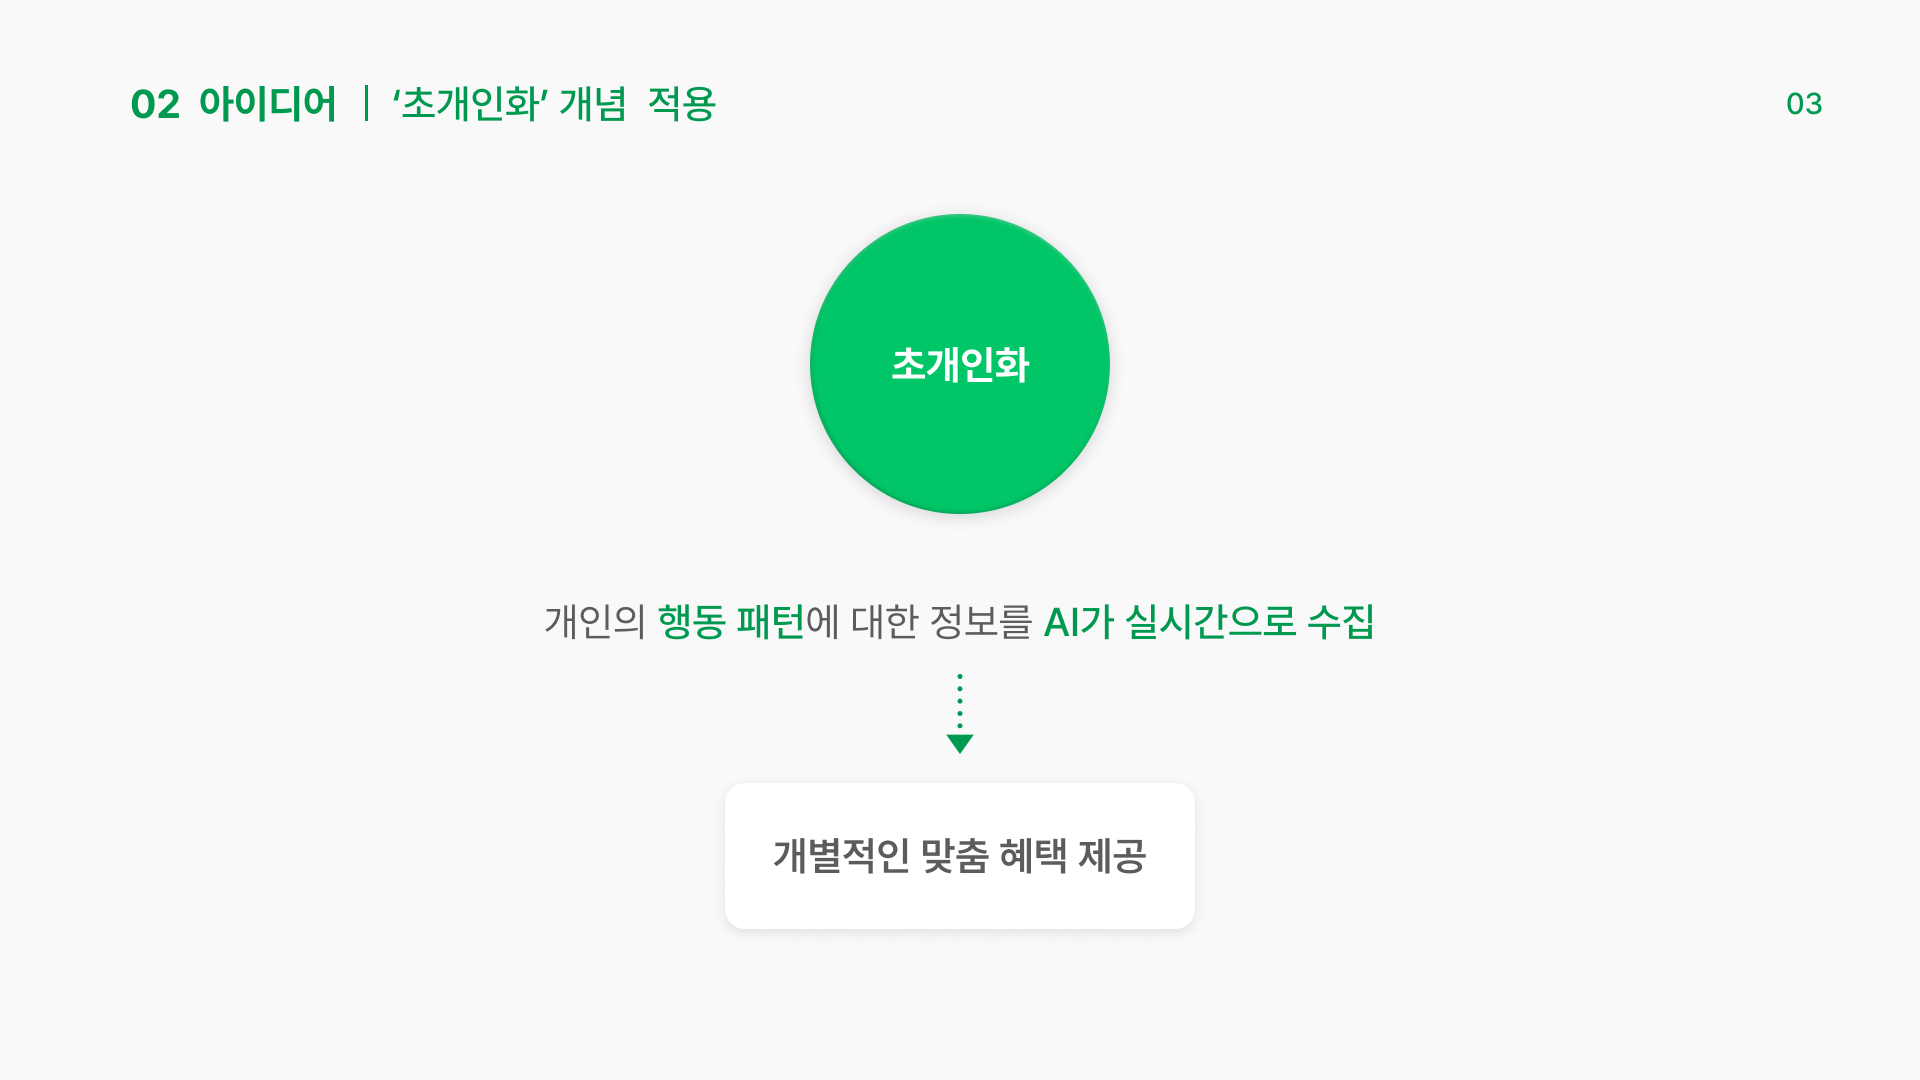 02 아이디어 | ‘초개인화’ 개념 적용
03
초개인화
개인의 행동 패턴에 대한 정보를 AI가 실시간으로 수집
개별적인 맞춤 혜택 제공